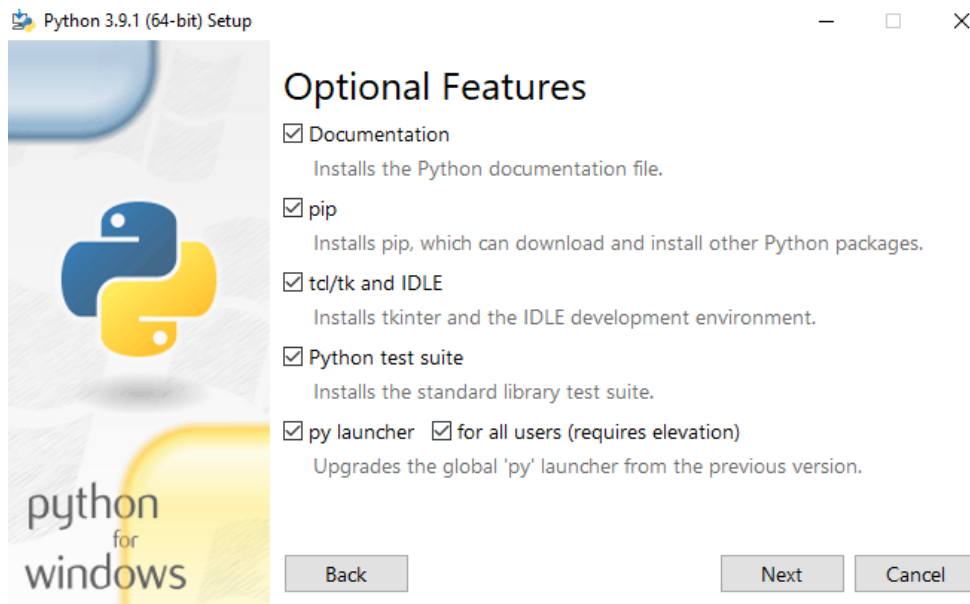 Python 3.9.1 (64-bit) Setup
Optional Features
Documentation
Installs the Python documentation file.
pip
Installs pip, which can download and install other Python packages.
tcl/tk and IDLE
Installs tkinter and the IDLE development environment.
Python test suite
Installs the standard library test suite.
py launcher for all users (requires elevation)
Upgrades the global 'py' launcher from the previous version.
python
for
windows
Back Next Cancel